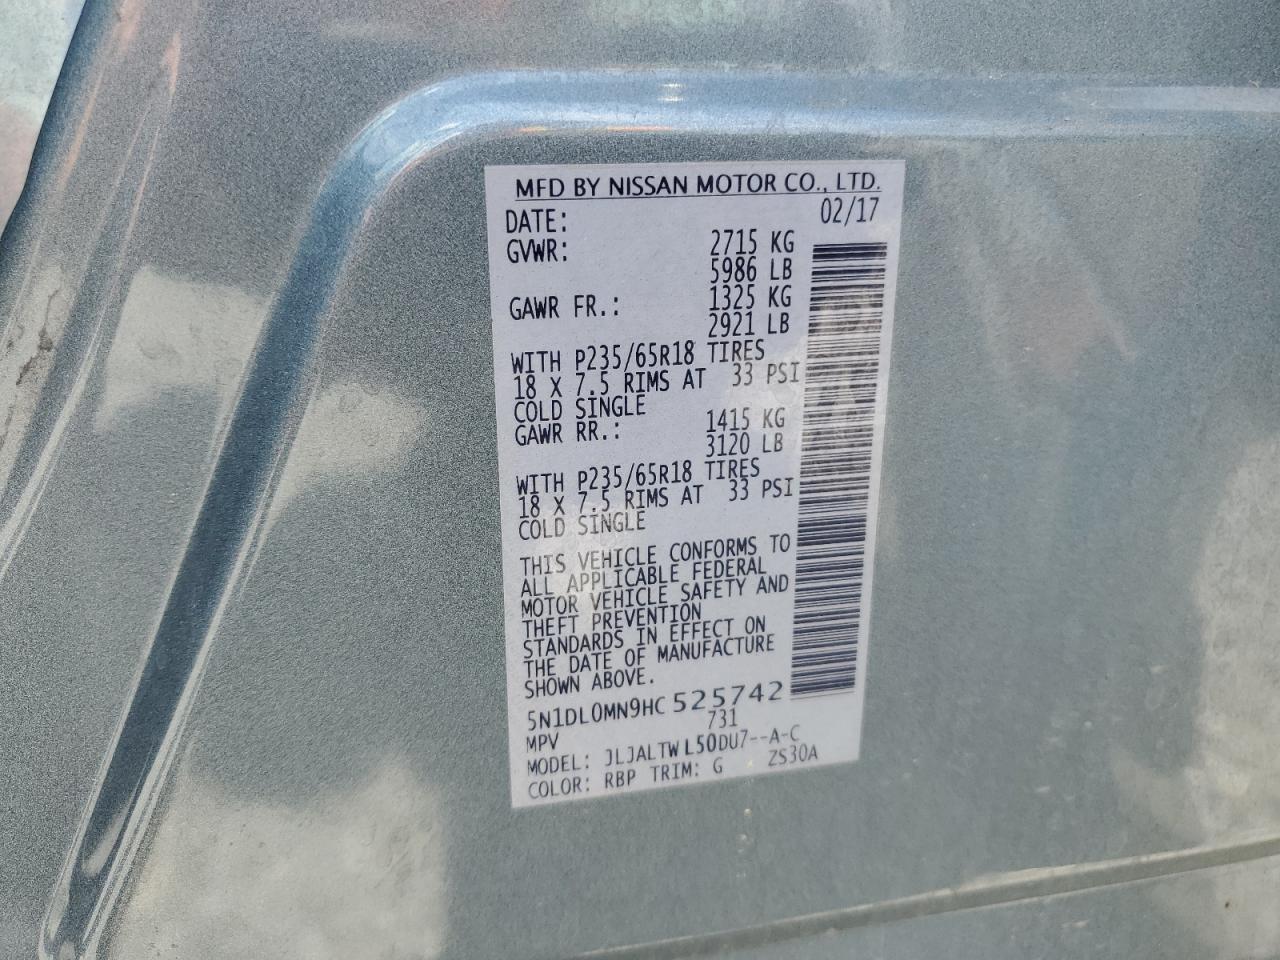 MFD BY NISSAN MOTOR CO., LTD.
DATE: 02/17
GVWR: 2715 KG
5986 LB
GAWR FR.: 1325 KG
2921 LB
WITH P235/65R18 TIRES
18 X 7.5 RIMS AT 33 PSI
COLD SINGLE
GAWR RR.: 1415 KG
3120 LB
WITH P235/65R18 TIRES
18 X 7.5 RIMS AT 33 PSI
COLD SINGLE
THIS VEHICLE CONFORMS TO
ALL APPLICABLE FEDERAL
MOTOR VEHICLE SAFETY AND
THEFT PREVENTION
STANDARDS IN EFFECT ON
THE DATE OF MANUFACTURE
SHOWN ABOVE.
5N1DL0MN9HC525742
MPV 731
MODEL: JLJALTWL50DU7--A-C
COLOR: RBP TRIM: G ZS30A